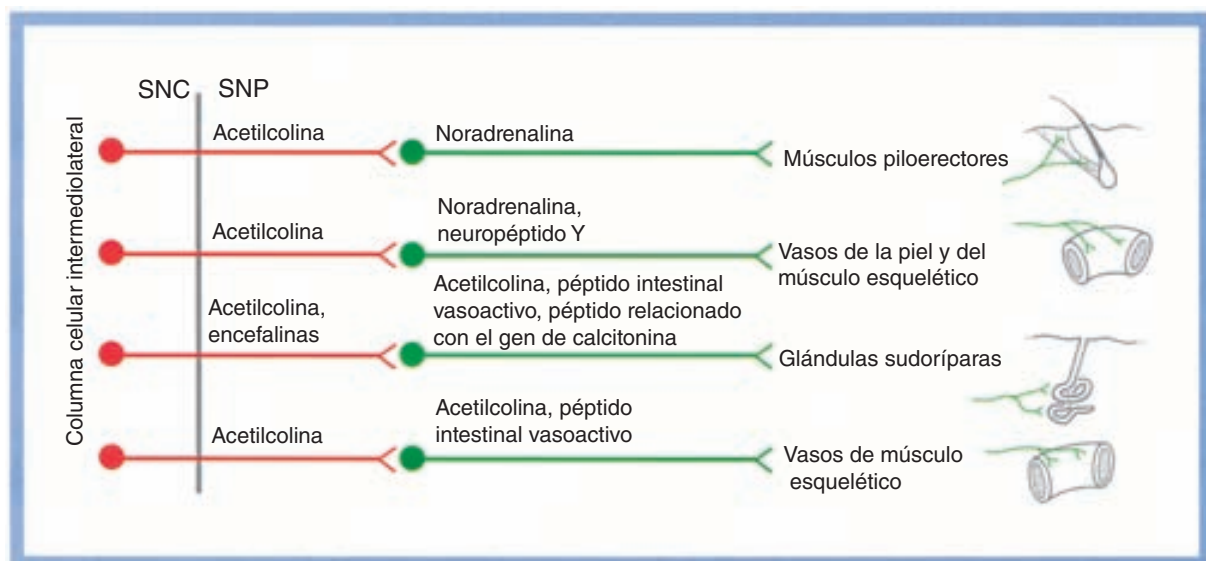 SNC
SNP
Columna celular intermediolateral
Acetilcolina
Noradrenalina
Músculos piloerectores
Acetilcolina
Noradrenalina,
neuropéptido Y
Vasos de la piel y del
músculo esquelético
Acetilcolina,
encefalinas
Acetilcolina, péptido intestinal
vasoactivo, péptido relacionado
con el gen de calcitonina
Glándulas sudoríparas
Acetilcolina
Acetilcolina, péptido
intestinal vasoactivo
Vasos de músculo
esquelético